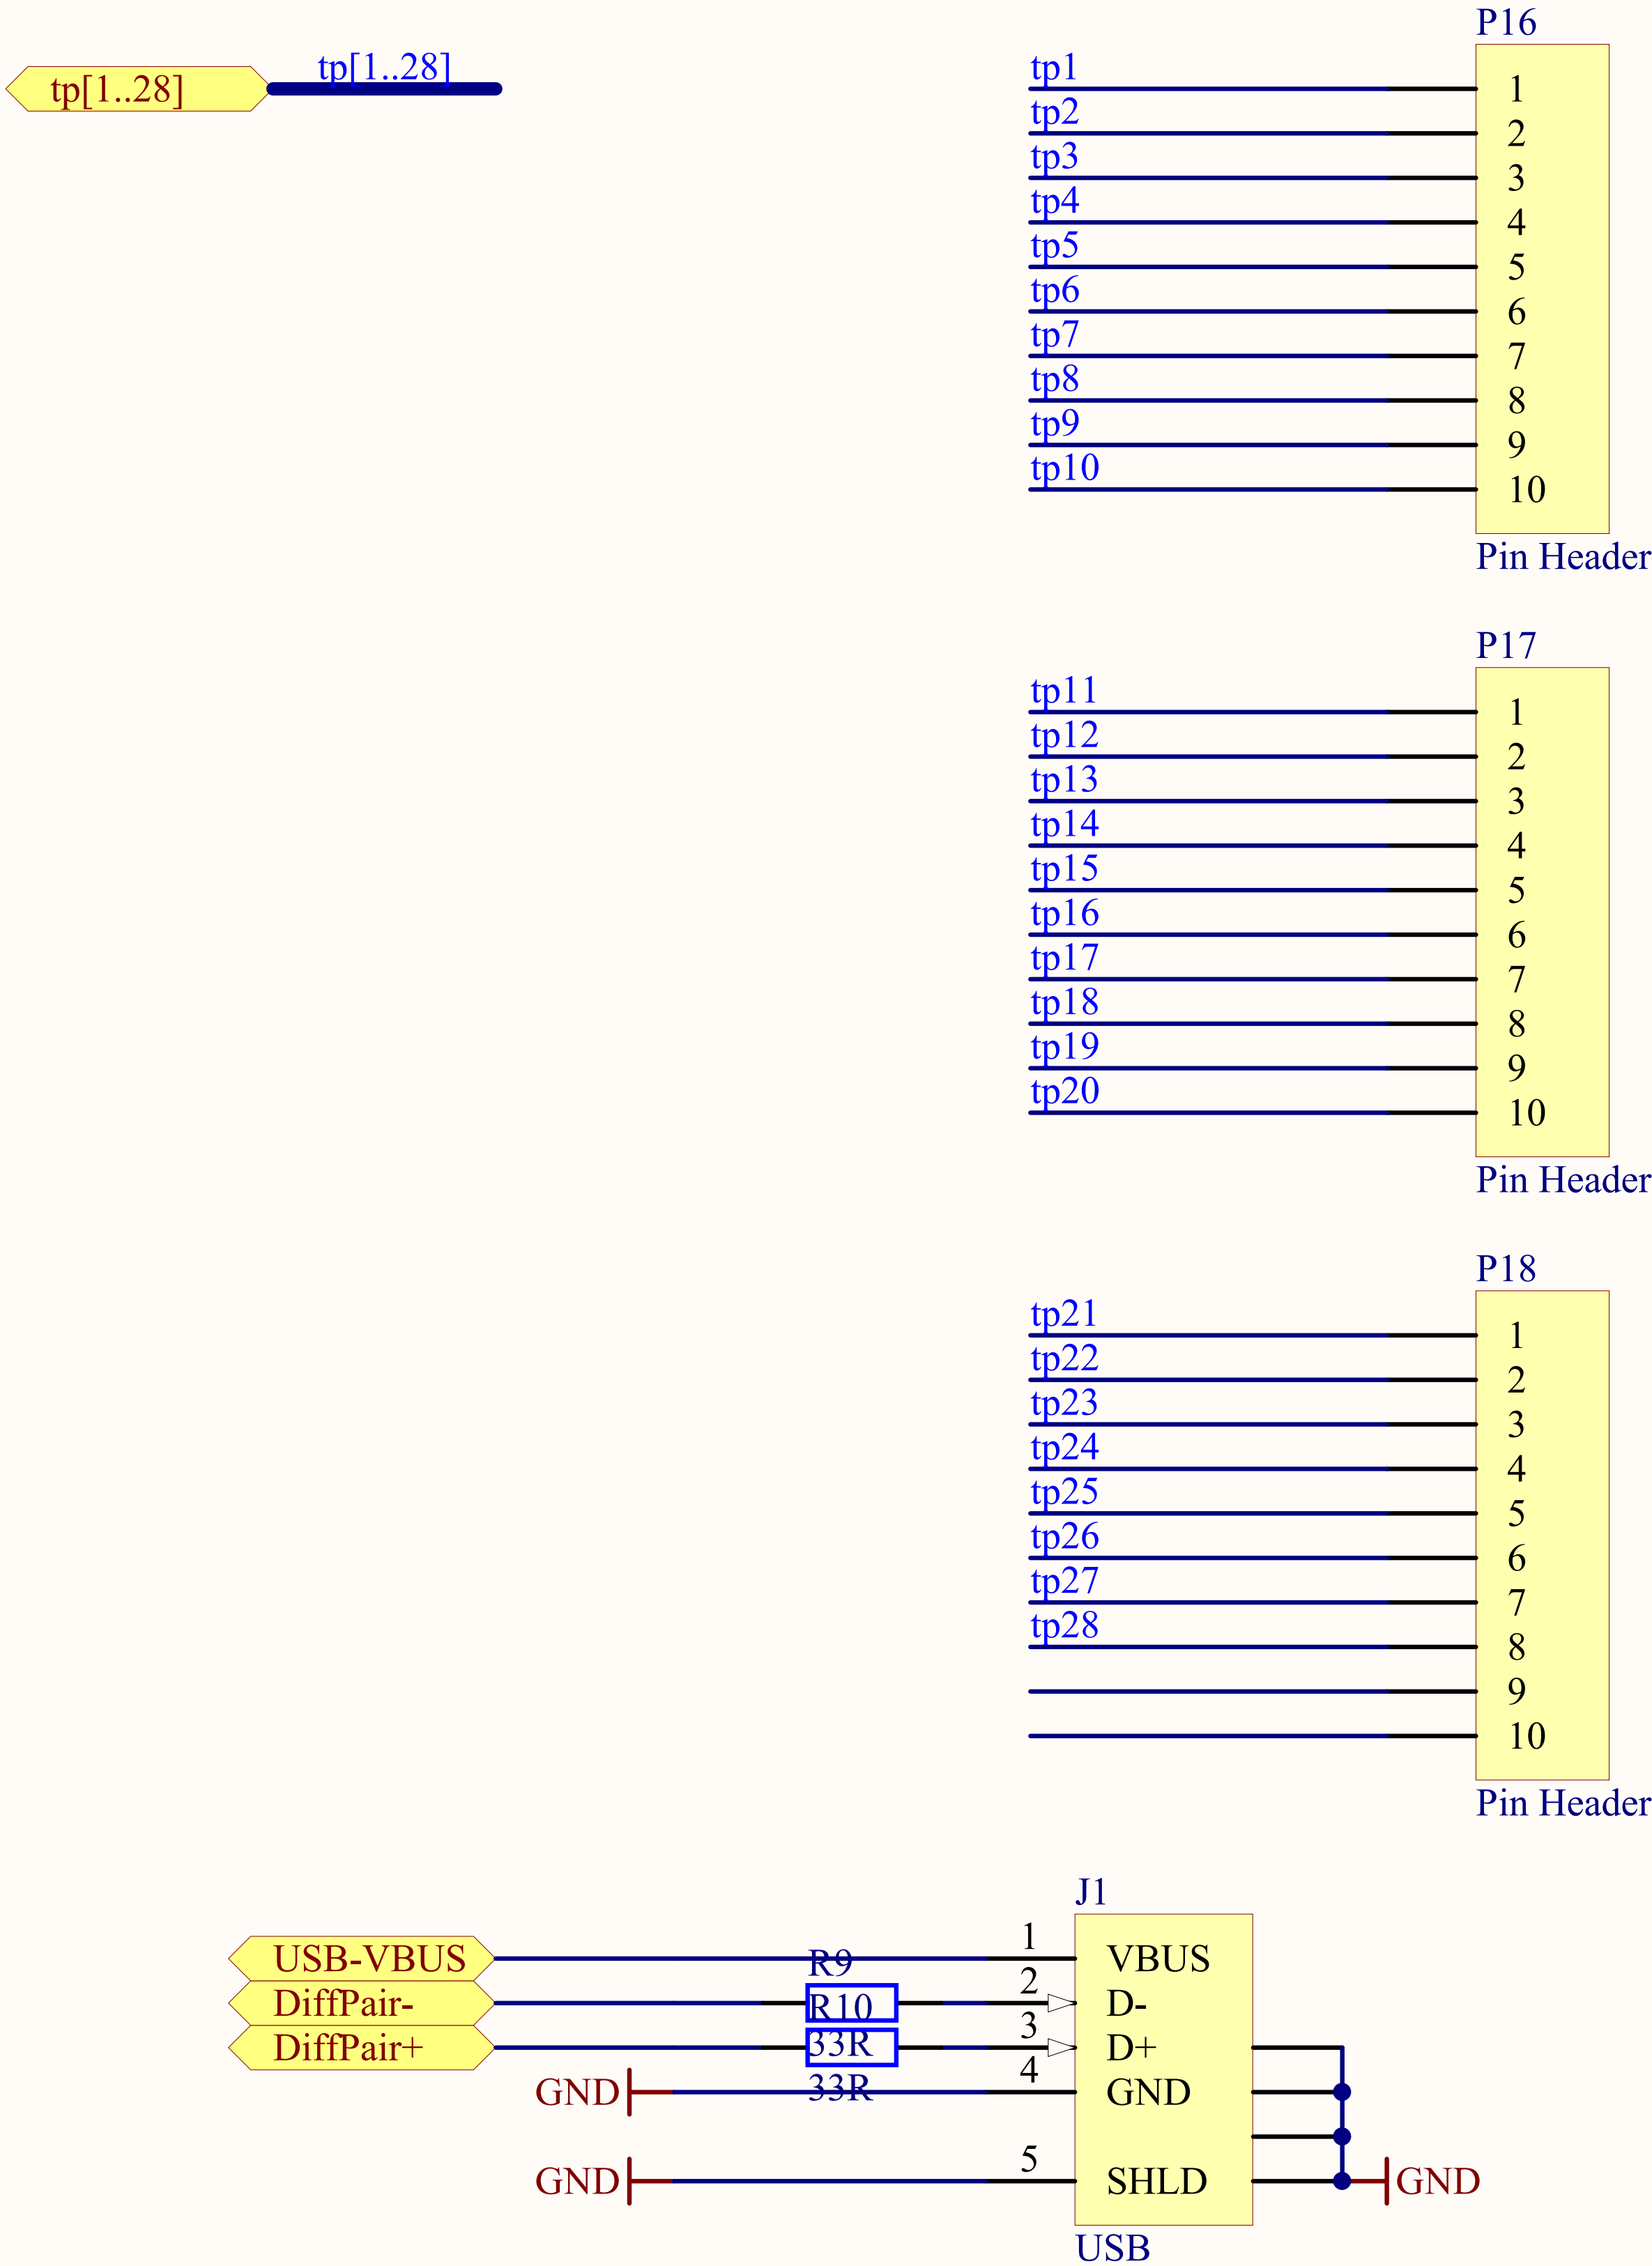 P16
tp[1..28] tp[1..28]
tp1 1
tp2 2
tp3 3
tp4 4
tp5 5
tp6 6
tp7 7
tp8 8
tp9 9
tp10 10
Pin Header
P17
tp11 1
tp12 2
tp13 3
tp14 4
tp15 5
tp16 6
tp17 7
tp18 8
tp19 9
tp20 10
Pin Header
P18
tp21 1
tp22 2
tp23 3
tp24 4
tp25 5
tp26 6
tp27 7
tp28 8
9
10
Pin Header
J1
USB-VBUS R9 1 VBUS
DiffPair- R10 2 D-
DiffPair+ 33R 3 D+
GND 33R 4 GND
GND 5 SHLD GND
USB